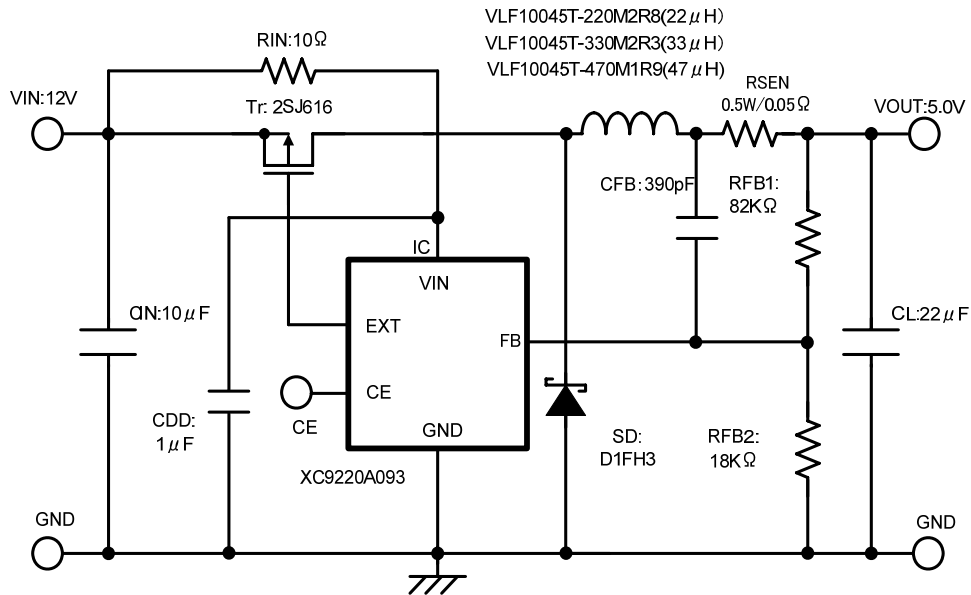 VLF10045T-220M2R8(22μH)
VLF10045T-330M2R3(33μH)
VLF10045T-470M1R9(47μH)
RIN:10Ω
RSEN
0.5W/0.05Ω
VIN:12V
Tr: 2SJ616
VOUT:5.0V
CFB:390pF
RFB1:
82KΩ
IC
VIN
CIN:10μF
EXT
FB
CL:22μF
CE
CE
CDD:
1μF
GND
SD:
D1FH3
RFB2:
18KΩ
XC9220A093
GND
GND